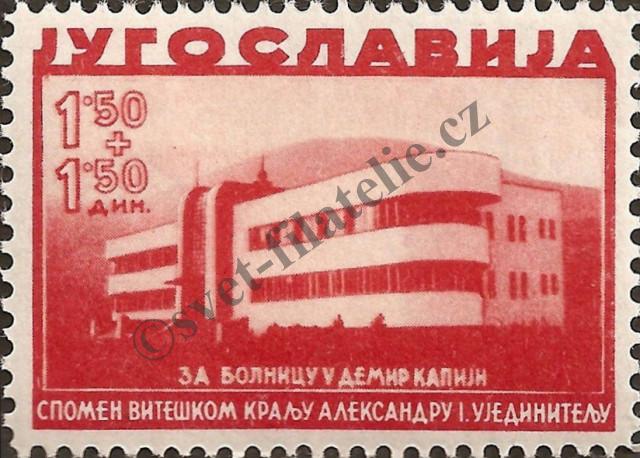 ЈУГОСЛАВИЈА
1·50
+
1·50
ДИН.
©svet-filatelie.cz
ЗА БОЛНИЦУ У ДЕМИР КАПИЈИ
СПОМЕН ВИТЕШКОМ КРАЉУ АЛЕКСАНДРУ I. УЈЕДИНИТЕЉУ